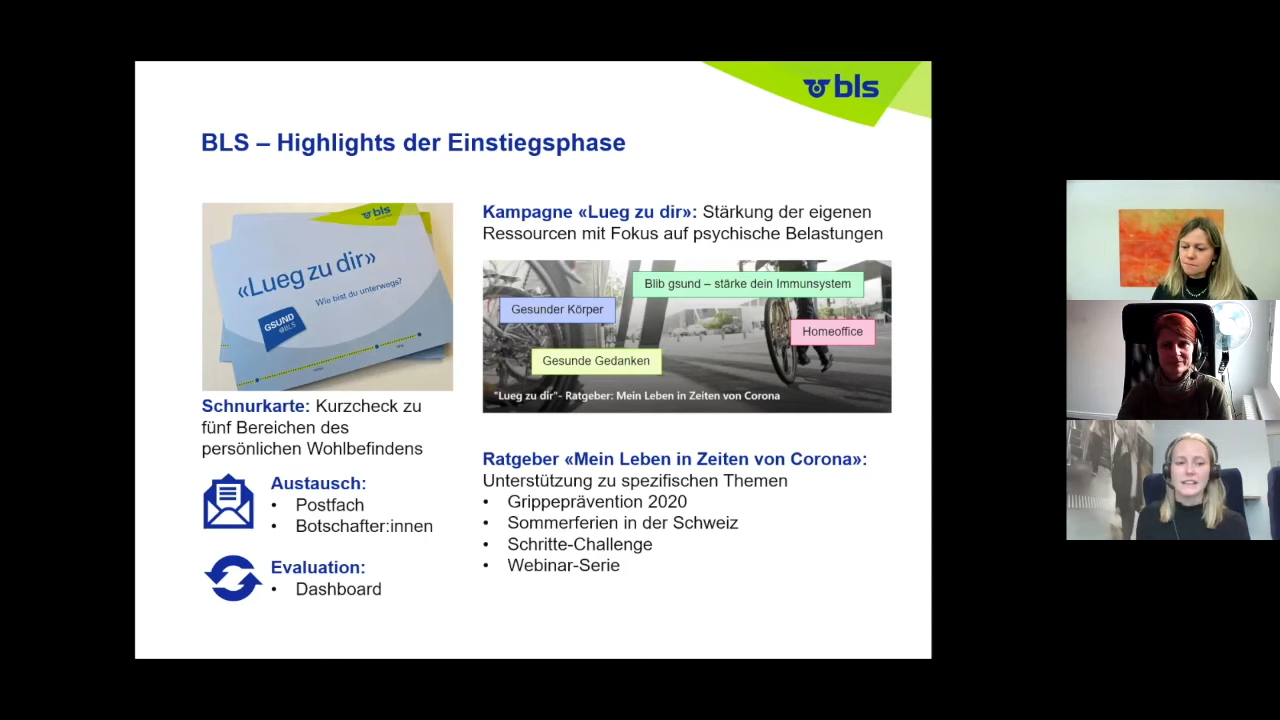 bls
BLS – Highlights der Einstiegsphase
bls
«Lueg zu dir»
Wie bist du unterwegs?
GSUND
@BLS
Schnurkarte: Kurzcheck zu
fünf Bereichen des
persönlichen Wohlbefindens
Austausch:
• Postfach
• Botschafter:innen
Evaluation:
• Dashboard
Kampagne «Lueg zu dir»: Stärkung der eigenen
Ressourcen mit Fokus auf psychische Belastungen
Blib gsund – stärke dein Immunsystem
Gesunder Körper
Homeoffice
Gesunde Gedanken
"Lueg zu dir"- Ratgeber: Mein Leben in Zeiten von Corona
Ratgeber «Mein Leben in Zeiten von Corona»:
Unterstützung zu spezifischen Themen
• Grippeprävention 2020
• Sommerferien in der Schweiz
• Schritte-Challenge
• Webinar-Serie